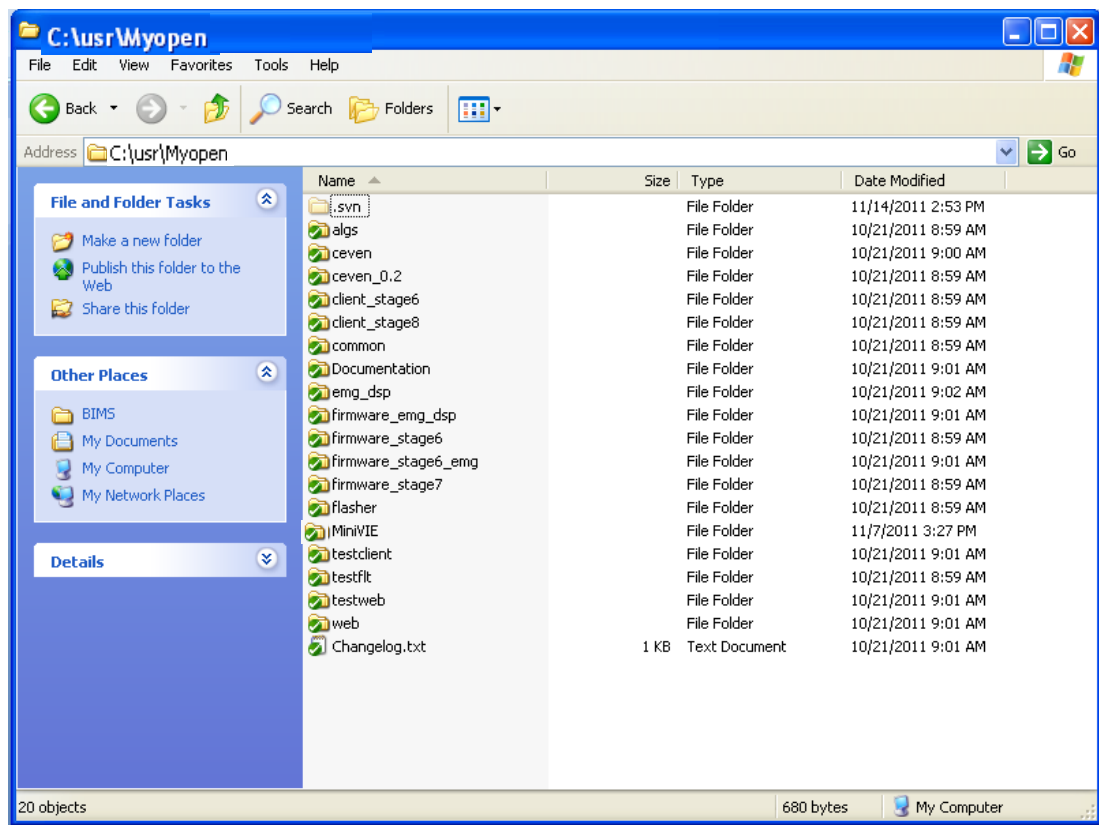 C:\usr\Myopen
File Edit View Favorites Tools Help
Back Search Folders
Address C:\usr\Myopen Go
File and Folder Tasks
Make a new folder
Publish this folder to the
Web
Share this folder
Other Places
BIMS
My Documents
My Computer
My Network Places
Details
Name Size Type Date Modified
.svn File Folder 11/14/2011 2:53 PM
algs File Folder 10/21/2011 8:59 AM
ceven File Folder 10/21/2011 9:00 AM
ceven_0.2 File Folder 10/21/2011 8:59 AM
client_stage6 File Folder 10/21/2011 8:59 AM
client_stage8 File Folder 10/21/2011 8:59 AM
common File Folder 10/21/2011 8:59 AM
Documentation File Folder 10/21/2011 9:01 AM
emg_dsp File Folder 10/21/2011 9:02 AM
firmware_emg_dsp File Folder 10/21/2011 9:01 AM
firmware_stage6 File Folder 10/21/2011 8:59 AM
firmware_stage6_emg File Folder 10/21/2011 9:01 AM
firmware_stage7 File Folder 10/21/2011 8:59 AM
flasher File Folder 10/21/2011 8:59 AM
MiniVIE File Folder 11/7/2011 3:27 PM
testclient File Folder 10/21/2011 9:01 AM
testflt File Folder 10/21/2011 8:59 AM
testweb File Folder 10/21/2011 9:01 AM
web File Folder 10/21/2011 9:01 AM
Changelog.txt 1 KB Text Document 10/21/2011 9:01 AM
20 objects 680 bytes My Computer